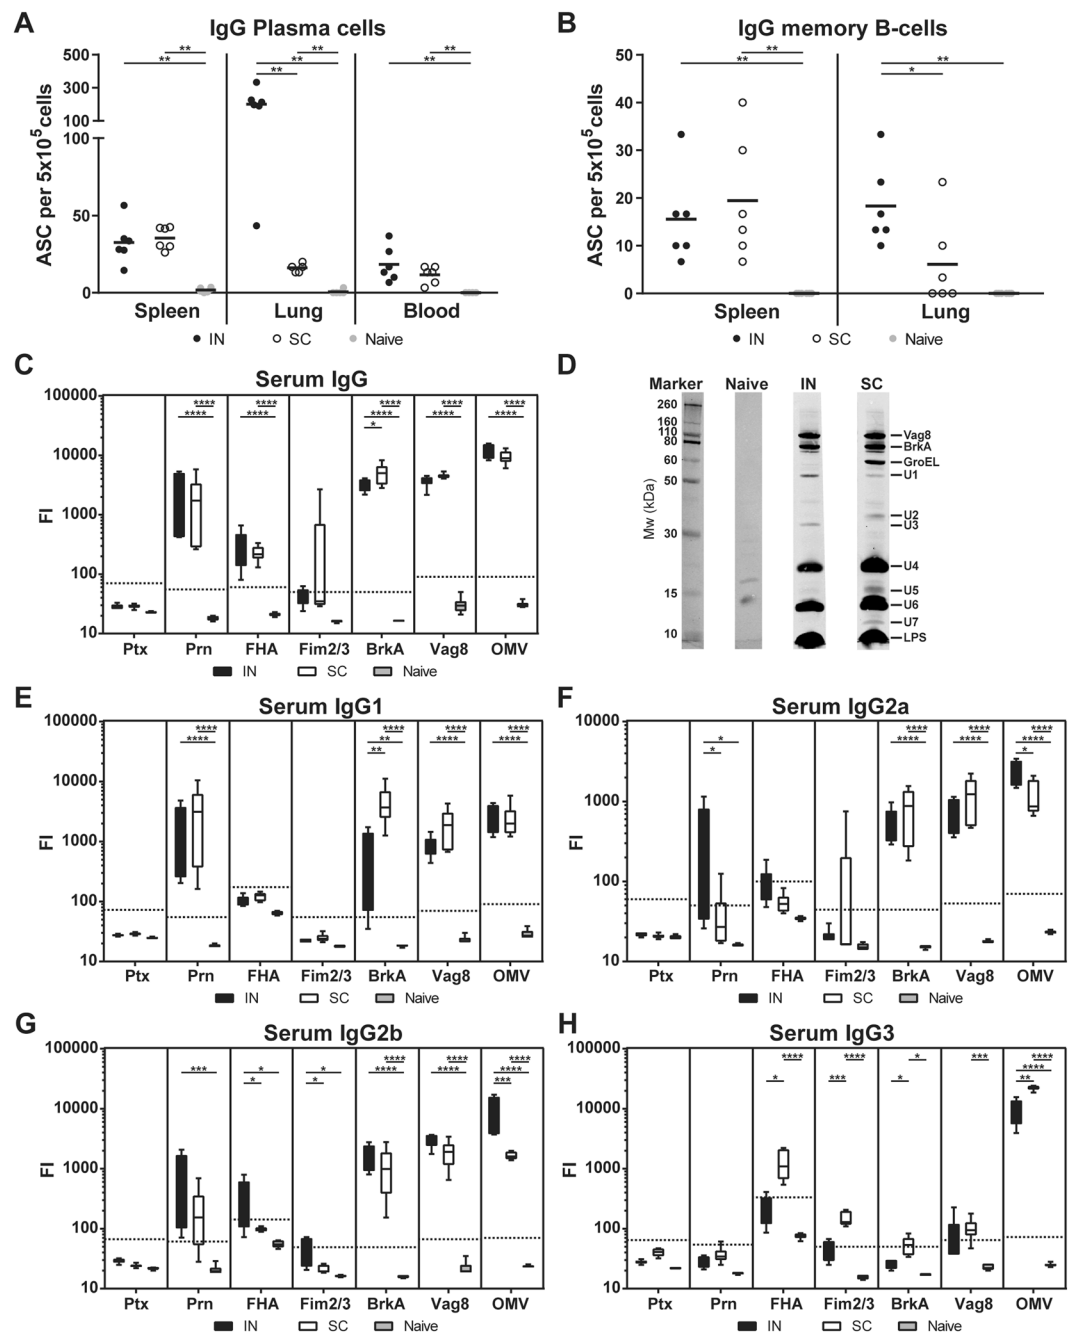 A
IgG Plasma cells
ASC per 5x10⁵ cells
500
300
100
100
50
0
** ** ** ** ** ** **
Spleen Lung Blood
IN SC Naive
B
IgG memory B-cells
ASC per 5x10⁵ cells
50
40
30
20
10
0
** ** ** *
Spleen Lung
IN SC Naive
C
Serum IgG
FI
100000
10000
1000
100
10
**** **** **** **** **** **** * **** **** **** ****
Ptx Prn FHA Fim2/3 BrkA Vag8 OMV
IN SC Naive
D
Marker Naive IN SC
Mw (kDa)
260
160
110
80
60
50
30
15
10
Vag8
BrkA
GroEL
U1
U2
U3
U4
U5
U6
U7
LPS
E
Serum IgG1
FI
100000
10000
1000
100
10
**** **** **** ** ** **** **** **** ****
Ptx Prn FHA Fim2/3 BrkA Vag8 OMV
IN SC Naive
F
Serum IgG2a
FI
10000
1000
100
10
* * **** **** **** **** **** **** *
Ptx Prn FHA Fim2/3 BrkA Vag8 OMV
IN SC Naive
G
Serum IgG2b
FI
100000
10000
1000
100
10
*** * * * * **** **** **** **** **** **** ***
Ptx Prn FHA Fim2/3 BrkA Vag8 OMV
IN SC Naive
H
Serum IgG3
FI
100000
10000
1000
100
10
**** * **** *** * * *** **** **** **
Ptx Prn FHA Fim2/3 BrkA Vag8 OMV
IN SC Naive